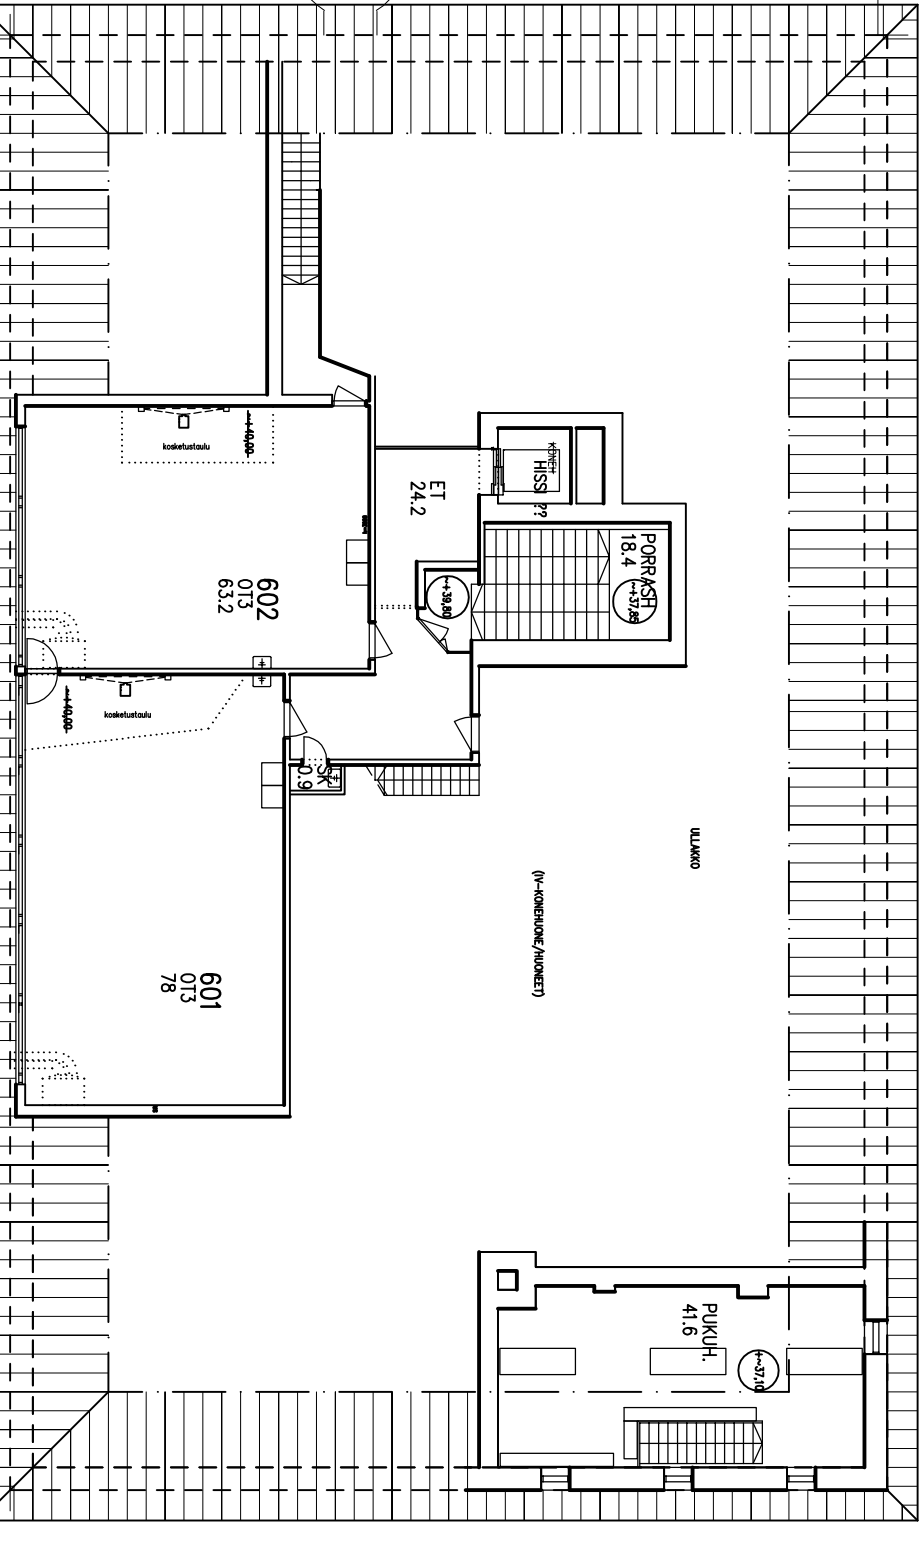 ~+40,00
kosketustaulu
KONEH
HISSI ??
ET
24.2
PORRASH
18.4
~+37,85
~+39,80
602
OT3
63.2
~+40,00
kosketustaulu
SK
0.9
ULLAKKO
(IV-KONEHUONE/HUONEET)
601
OT3
78
PUKUH.
41.6
+~37,10